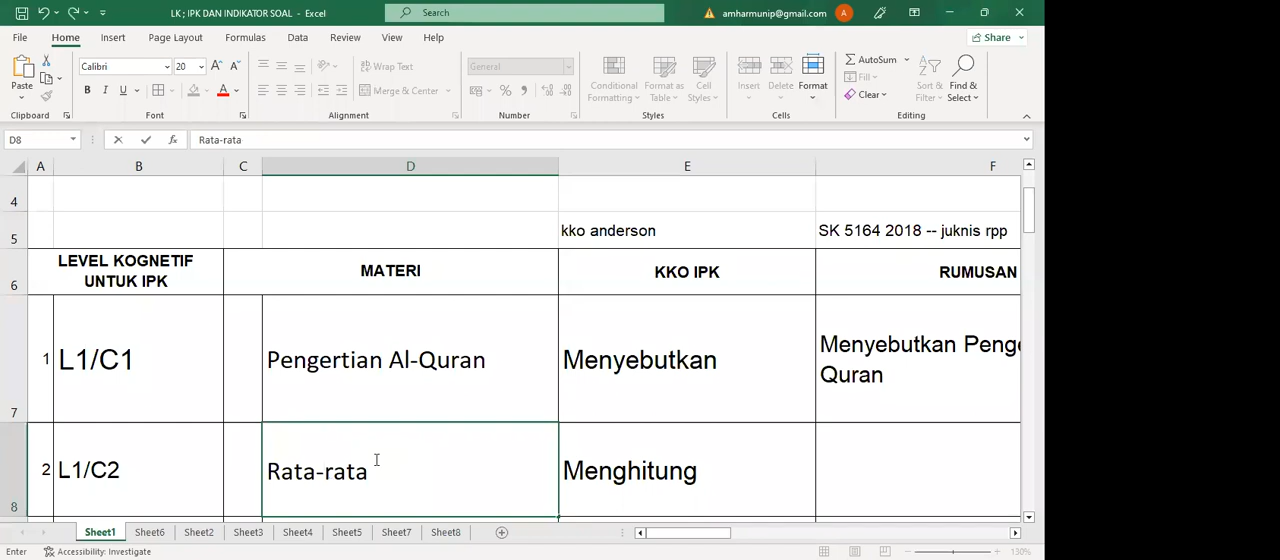 LK ; IPK DAN INDIKATOR SOAL - Excel
Search
amharmunip@gmail.com
A
File Home Insert Page Layout Formulas Data Review View Help
Share
Calibri 20
Wrap Text
General
AutoSum
Fill
Clear
Paste
B I U
Merge & Center
Conditional Formatting
Format as Table
Cell Styles
Insert Delete Format
Sort & Filter
Find & Select
Clipboard Font Alignment Number Styles Cells Editing
D8
fx
Rata-rata
A B C D E F
4
5 kko anderson SK 5164 2018 -- juknis rpp
LEVEL KOGNETIF
UNTUK IPK
MATERI KKO IPK RUMUSAN
6
1 L1/C1 Pengertian Al-Quran Menyebutkan
Menyebutkan Penge
Quran
7
2 L1/C2 Rata-rata Menghitung
8
Sheet1 Sheet6 Sheet2 Sheet3 Sheet4 Sheet5 Sheet7 Sheet8
Enter Accessibility: Investigate 130%